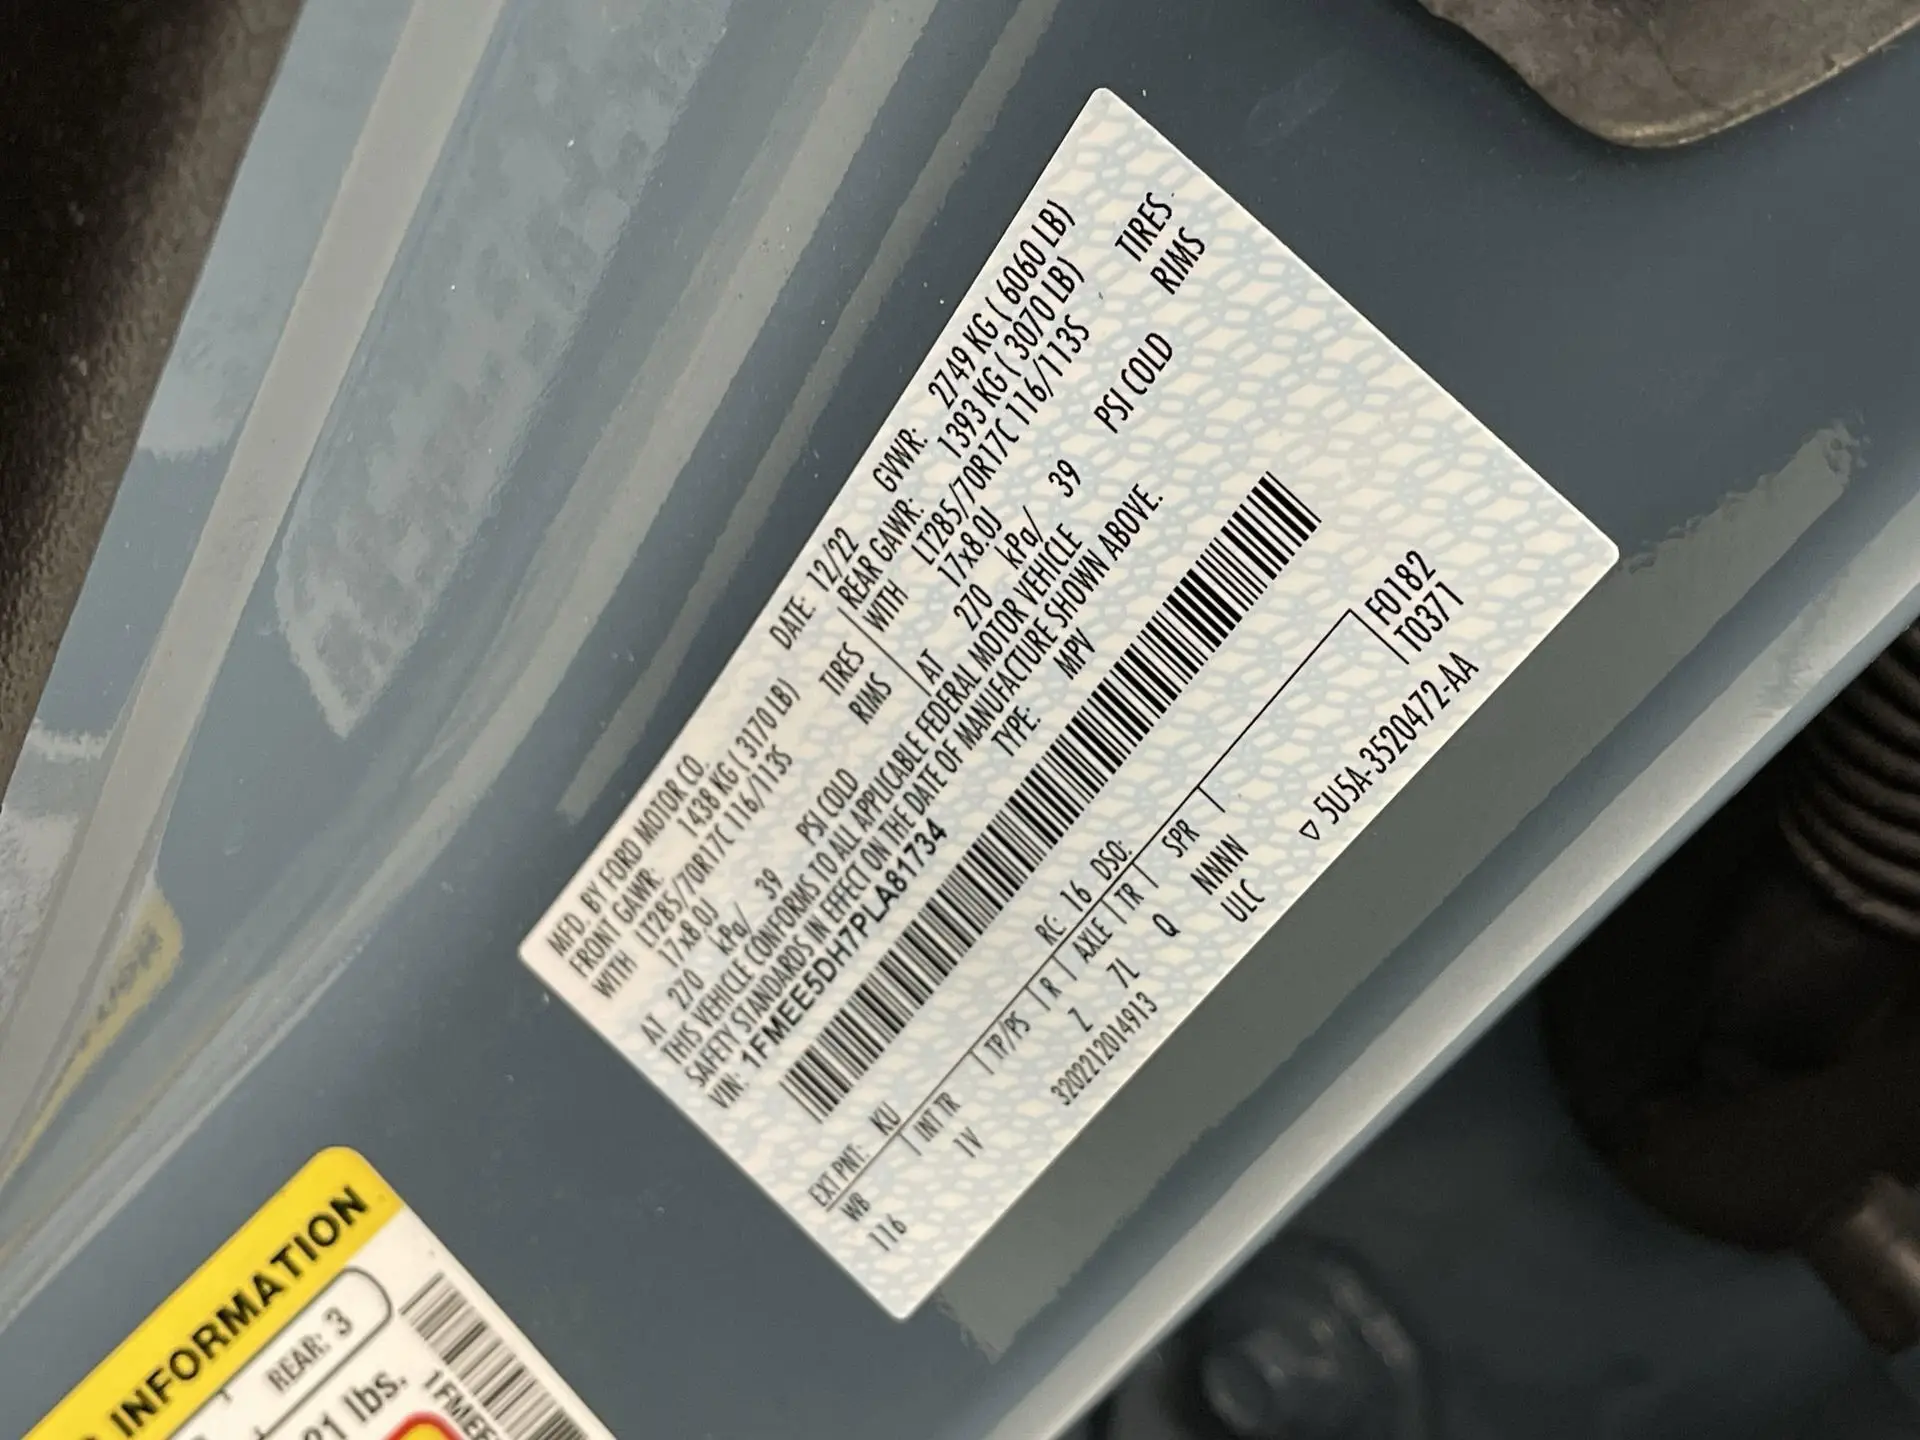 MFD. BY FORD MOTOR CO. DATE: 12/22 GVWR: 2749 KG ( 6060 LB)
FRONT GAWR: 1438 KG ( 3170 LB) REAR GAWR: 1393 KG ( 3070 LB)
WITH LT285/70R17C 116/113S TIRES WITH LT285/70R17C 116/113S TIRES
17x8.0J RIMS 17x8.0J RIMS
AT 270 kPa/ 39 PSI COLD AT 270 kPa/ 39 PSI COLD
THIS VEHICLE CONFORMS TO ALL APPLICABLE FEDERAL MOTOR VEHICLE
SAFETY STANDARDS IN EFFECT ON THE DATE OF MANUFACTURE SHOWN ABOVE.
VIN: 1FMEE5DH7PLA81734 TYPE: MPV
EXT PNT: KU RC: 16 DSO: F0182
WB INT TR TP/PS R AXLE TR SPR T0371
116 1V Z 7L Q NNNN
3202212014913 ULC
▽ 5U5A-3520472-AA
INFORMATION
REAR: 3
lbs.